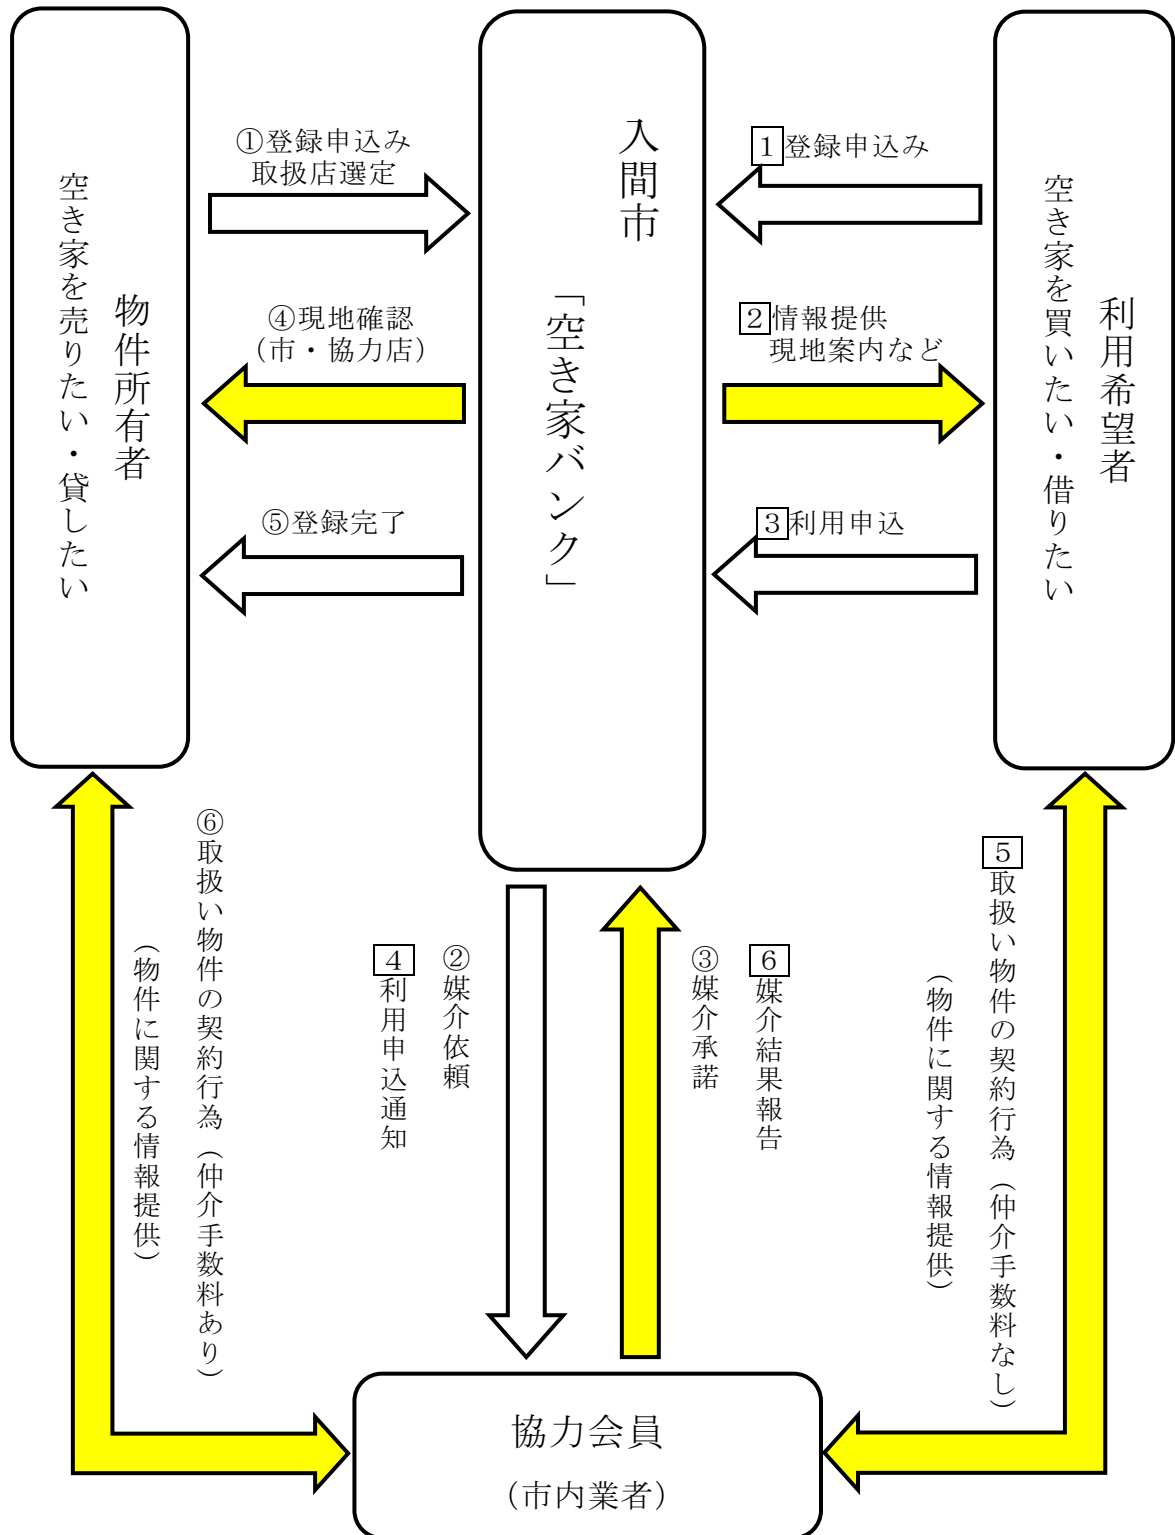 物件所有者
空き家を売りたい・貸したい
①登録申込み
取扱店選定
④現地確認
（市・協力店）
⑤登録完了
入間市
「空き家バンク」
1登録申込み
2情報提供
現地案内など
3利用申込
利用希望者
空き家を買いたい・借りたい
⑥取扱い物件の契約行為（仲介手数料あり）
（物件に関する情報提供）
②媒介依頼
4利用申込通知
6媒介結果報告
③媒介承諾
5取扱い物件の契約行為（仲介手数料なし）
（物件に関する情報提供）
協力会員
（市内業者）